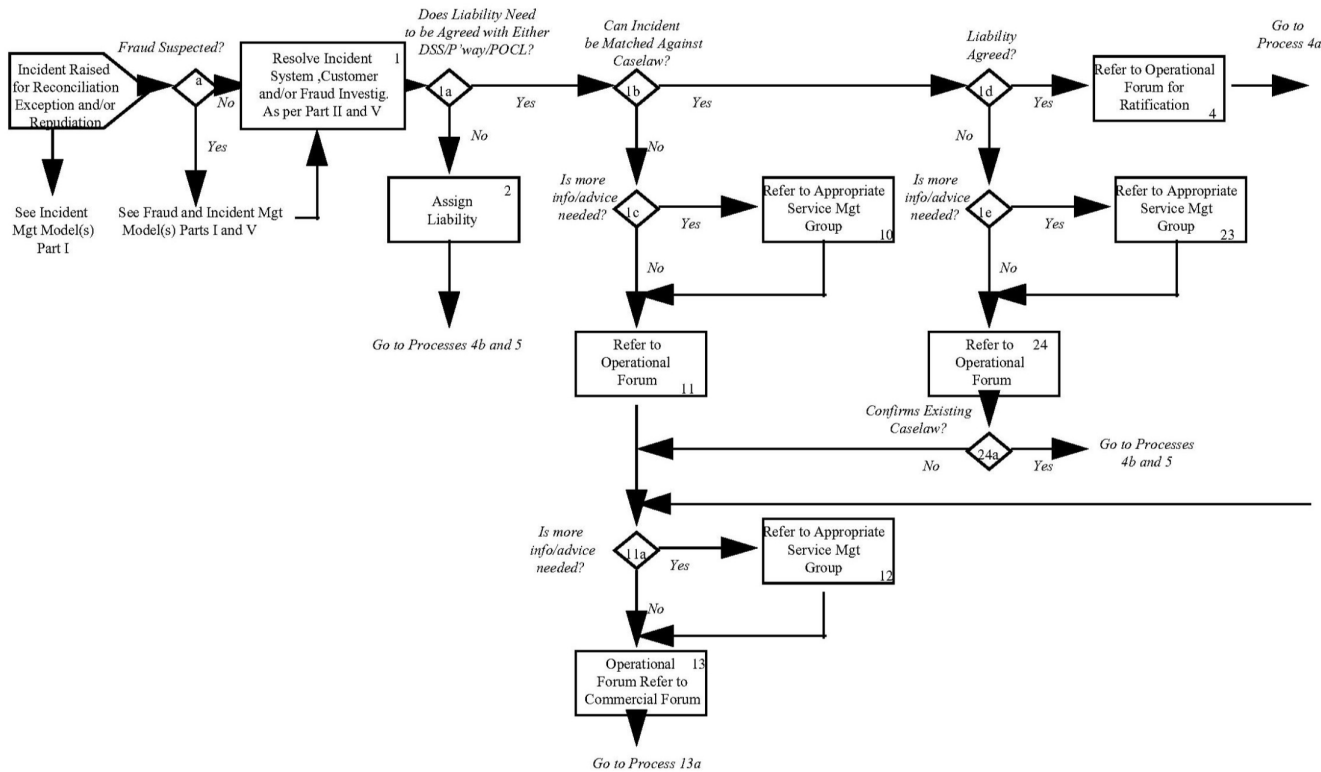 Fraud Suspected?
Incident Raised
for Reconciliation
Exception and/or
Repudiation
a
No
Yes
See Incident
Mgt Model(s)
Part I
See Fraud and Incident Mgt
Model(s) Parts I and V
1
Resolve Incident
System ,Customer
and/or Fraud Investig.
As per Part II and V
Does Liability Need
to be Agreed with Either
DSS/P'way/POCL?
1a
Yes
No
2
Assign
Liability
Go to Processes 4b and 5
Can Incident
be Matched Against
Caselaw?
1b
Yes
No
Is more
info/advice
needed?
1c
Yes
No
Refer to Appropriate
Service Mgt
Group
10
Refer to
Operational
Forum
11
Liability
Agreed?
1d
Yes
No
Refer to Operational
Forum for
Ratification
4
Go to
Process 4a
Is more
info/advice
needed?
1e
Yes
No
Refer to Appropriate
Service Mgt
Group
23
Refer to 24
Operational
Forum
Confirms Existing
Caselaw?
24a
No
Yes
Go to Processes
4b and 5
Is more
info/advice
needed?
11a
Yes
No
Refer to Appropriate
Service Mgt
Group
12
Operational 13
Forum Refer to
Commercial Forum
Go to Process 13a